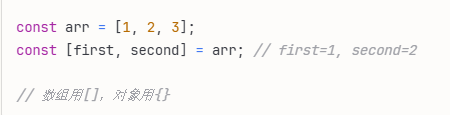 const arr = [1, 2, 3];
const [first, second] = arr; // first=1, second=2
// 数组用[]，对象用{}